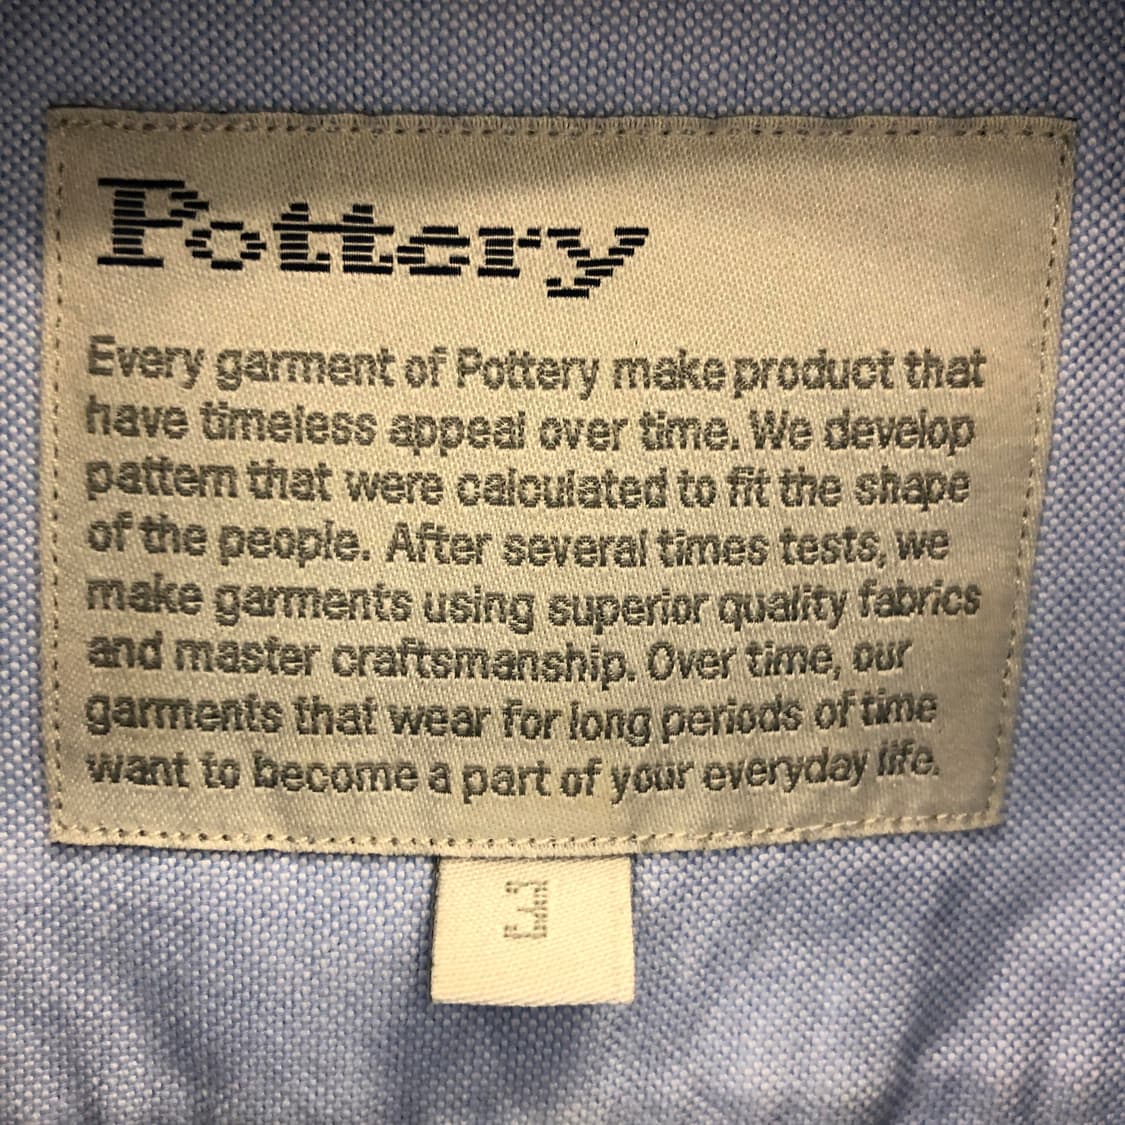 Pottery
Every garment of Pottery make product that
have timeless appeal over time. We develop
pattern that were calculated to fit the shape
of the people. After several times tests, we
make garments using superior quality fabrics
and master craftsmanship. Over time, our
garments that wear for long periods of time
want to become a part of your everyday life.